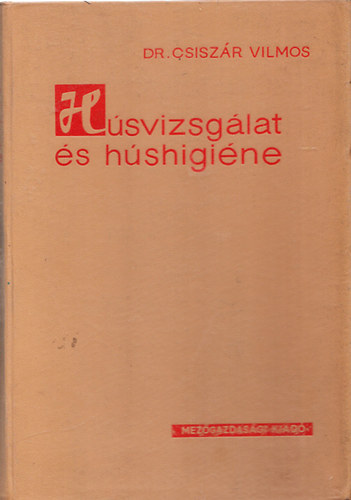 DR. CSISZÁR VILMOS
Húsvizsgálat
és húshigiéne
MEZŐGAZDASÁGI KIADÓ